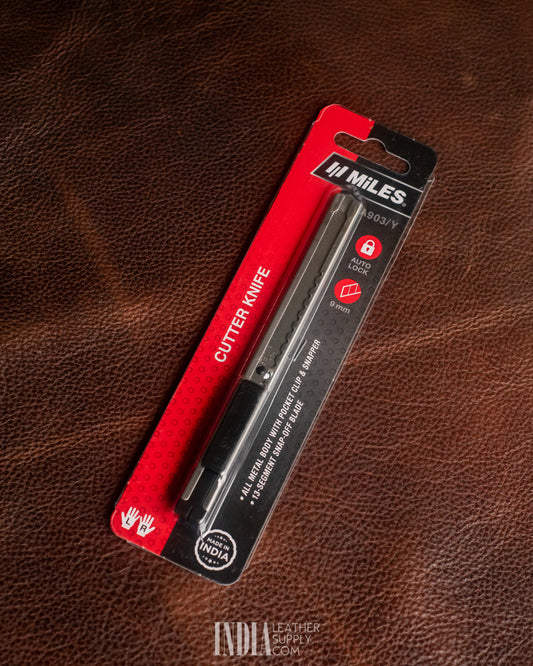 MiLES®
A903/Y
AUTO
LOCK
9 mm
CUTTER KNIFE
• ALL METAL BODY WITH POCKET CLIP & SNAPPER
• 13-SEGMENT SNAP-OFF BLADE
L R
MADE IN
INDIA
INDIA
LEATHER
SUPPLY
.COM